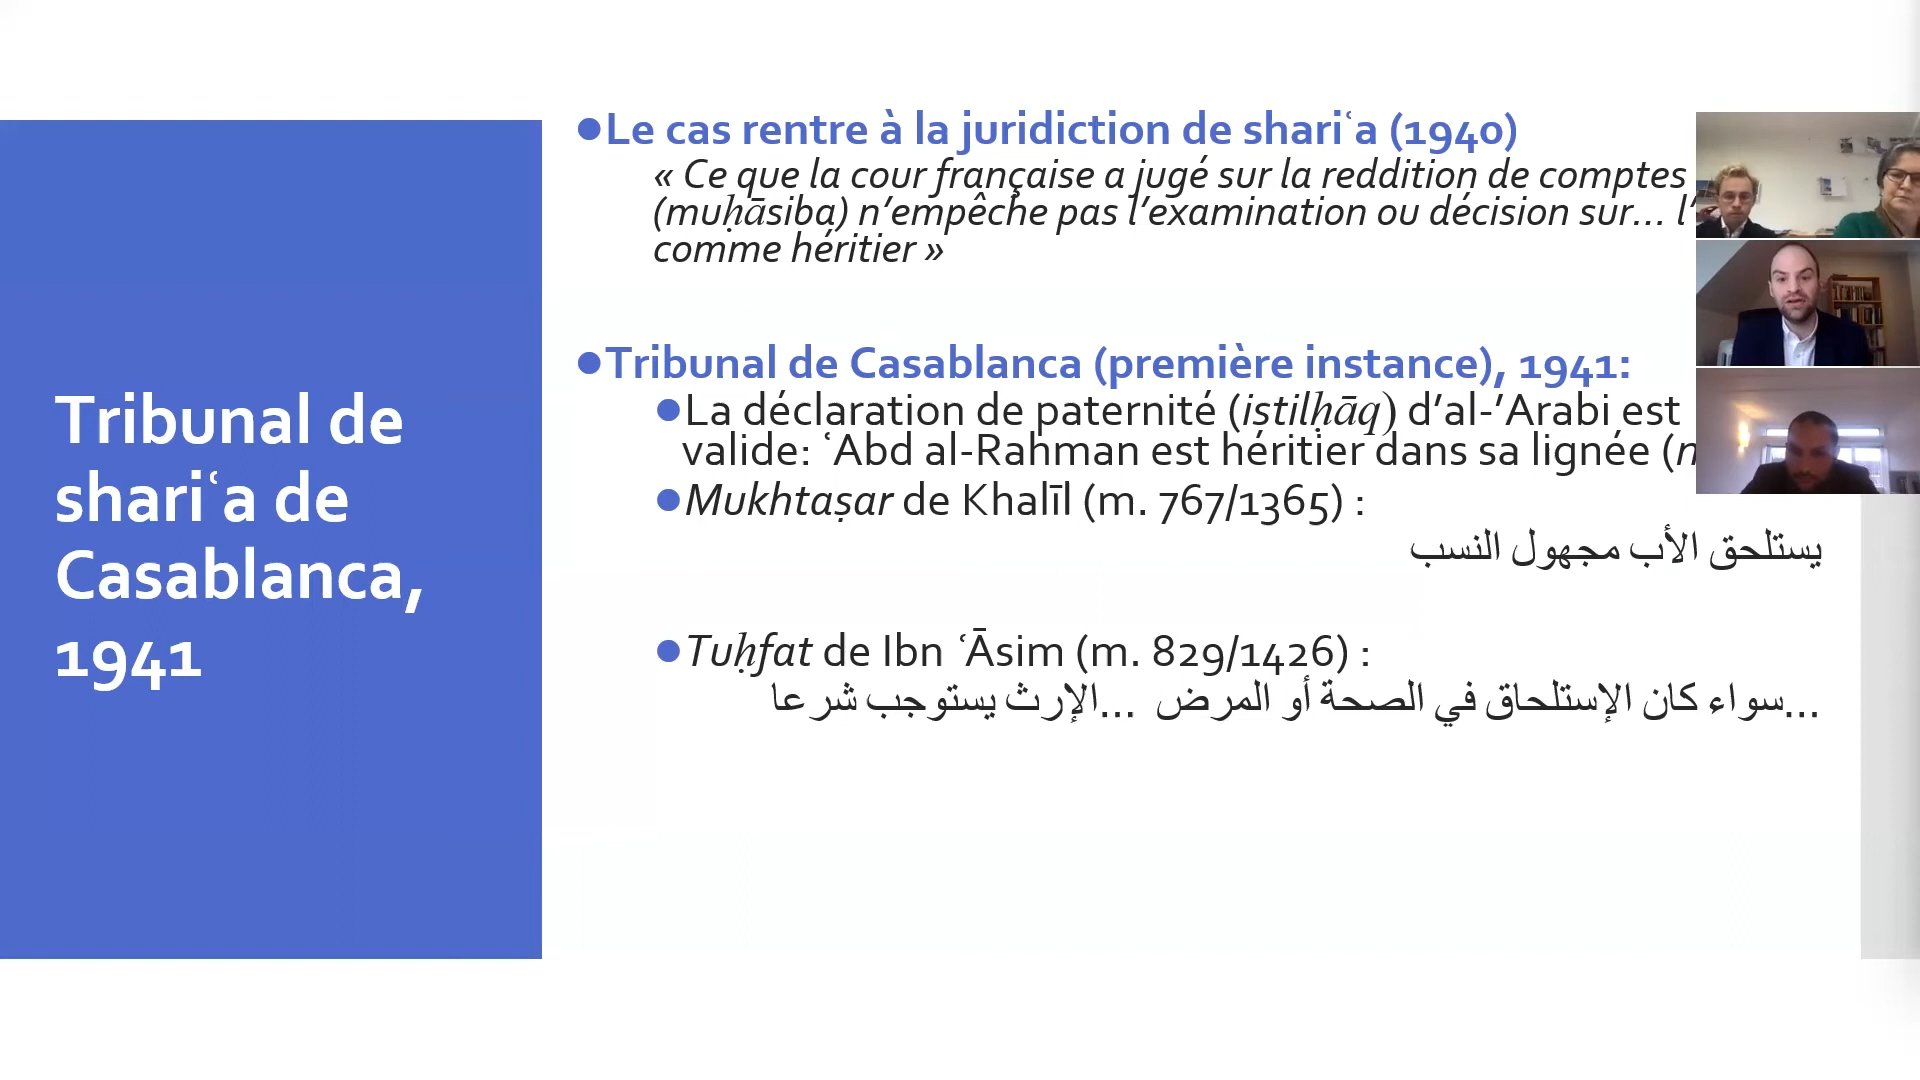 Tribunal de
shariʿa de
Casablanca,
1941
●Le cas rentre à la juridiction de shariʿa (1940)
« Ce que la cour française a jugé sur la reddition de comptes
(muḥāsiba) n’empêche pas l’examination ou décision sur… l’
comme héritier »
●Tribunal de Casablanca (première instance), 1941:
●La déclaration de paternité (istilḥāq) d’al-’Arabi est
valide: ʿAbd al-Rahman est héritier dans sa lignée (
●Mukhtaṣar de Khalīl (m. 767/1365) :
يستلحق الأب مجهول النسب
●Tuḥfat de Ibn ʿĀsim (m. 829/1426) :
...سواء كان الإستلحاق في الصحة أو المرض ...الإرث يستوجب شرعا